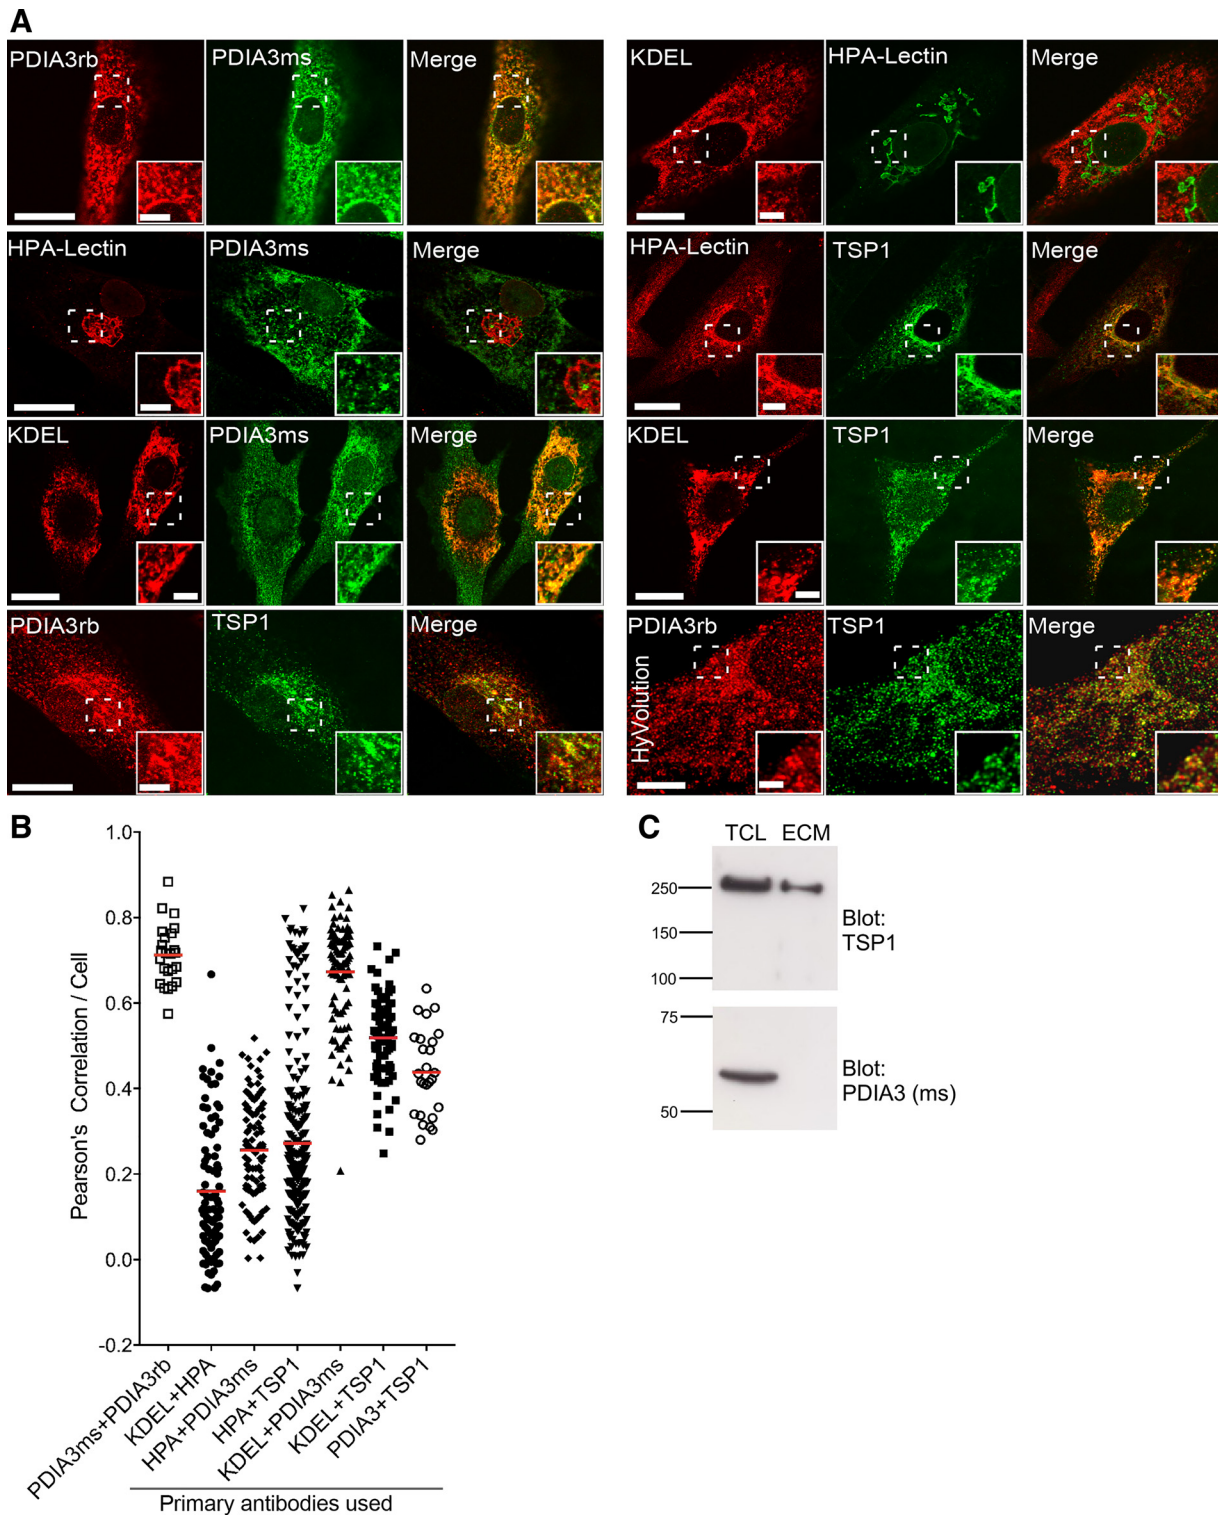 A
PDIA3rb PDIA3ms Merge
KDEL HPA-Lectin Merge
HPA-Lectin PDIA3ms Merge
HPA-Lectin TSP1 Merge
KDEL PDIA3ms Merge
KDEL TSP1 Merge
PDIA3rb TSP1 Merge
PDIA3rb TSP1 Merge
HyVolution
B
1.0
0.8
0.6
0.4
0.2
0.0
-0.2
Pearson's Correlation / Cell
PDIA3ms+PDIA3rb
KDEL+HPA
HPA+PDIA3ms
HPA+TSP1
KDEL+PDIA3ms
KDEL+TSP1
PDIA3+TSP1
Primary antibodies used
C
TCL ECM
250
150
100
Blot:
TSP1
75
50
Blot:
PDIA3 (ms)